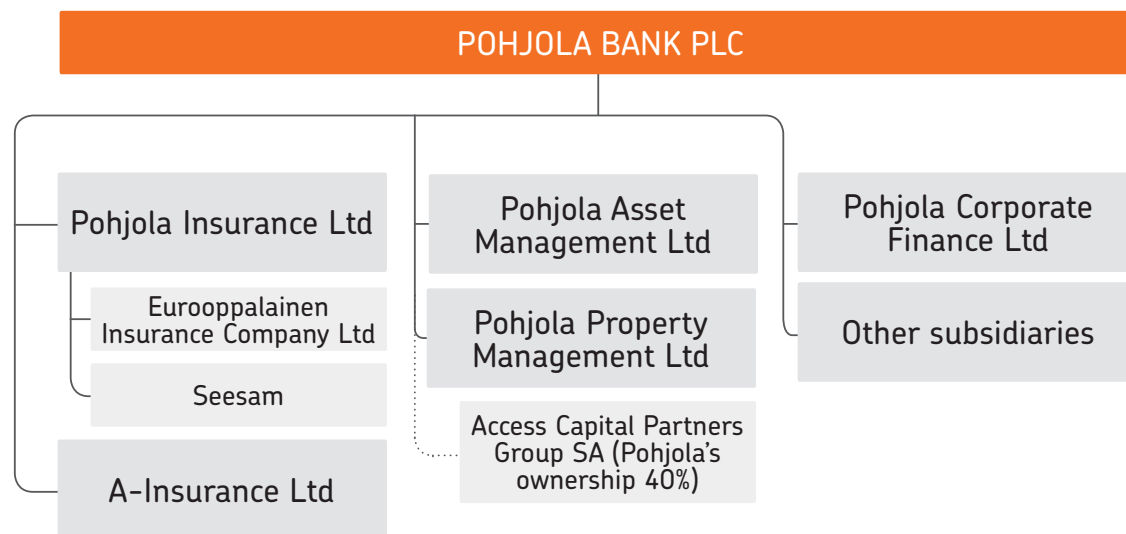 POHJOLA BANK PLC
Pohjola Insurance Ltd
Eurooppalainen
Insurance Company Ltd
Seesam
A-Insurance Ltd
Pohjola Asset
Management Ltd
Pohjola Property
Management Ltd
Access Capital Partners
Group SA (Pohjola’s
ownership 40%)
Pohjola Corporate
Finance Ltd
Other subsidiaries